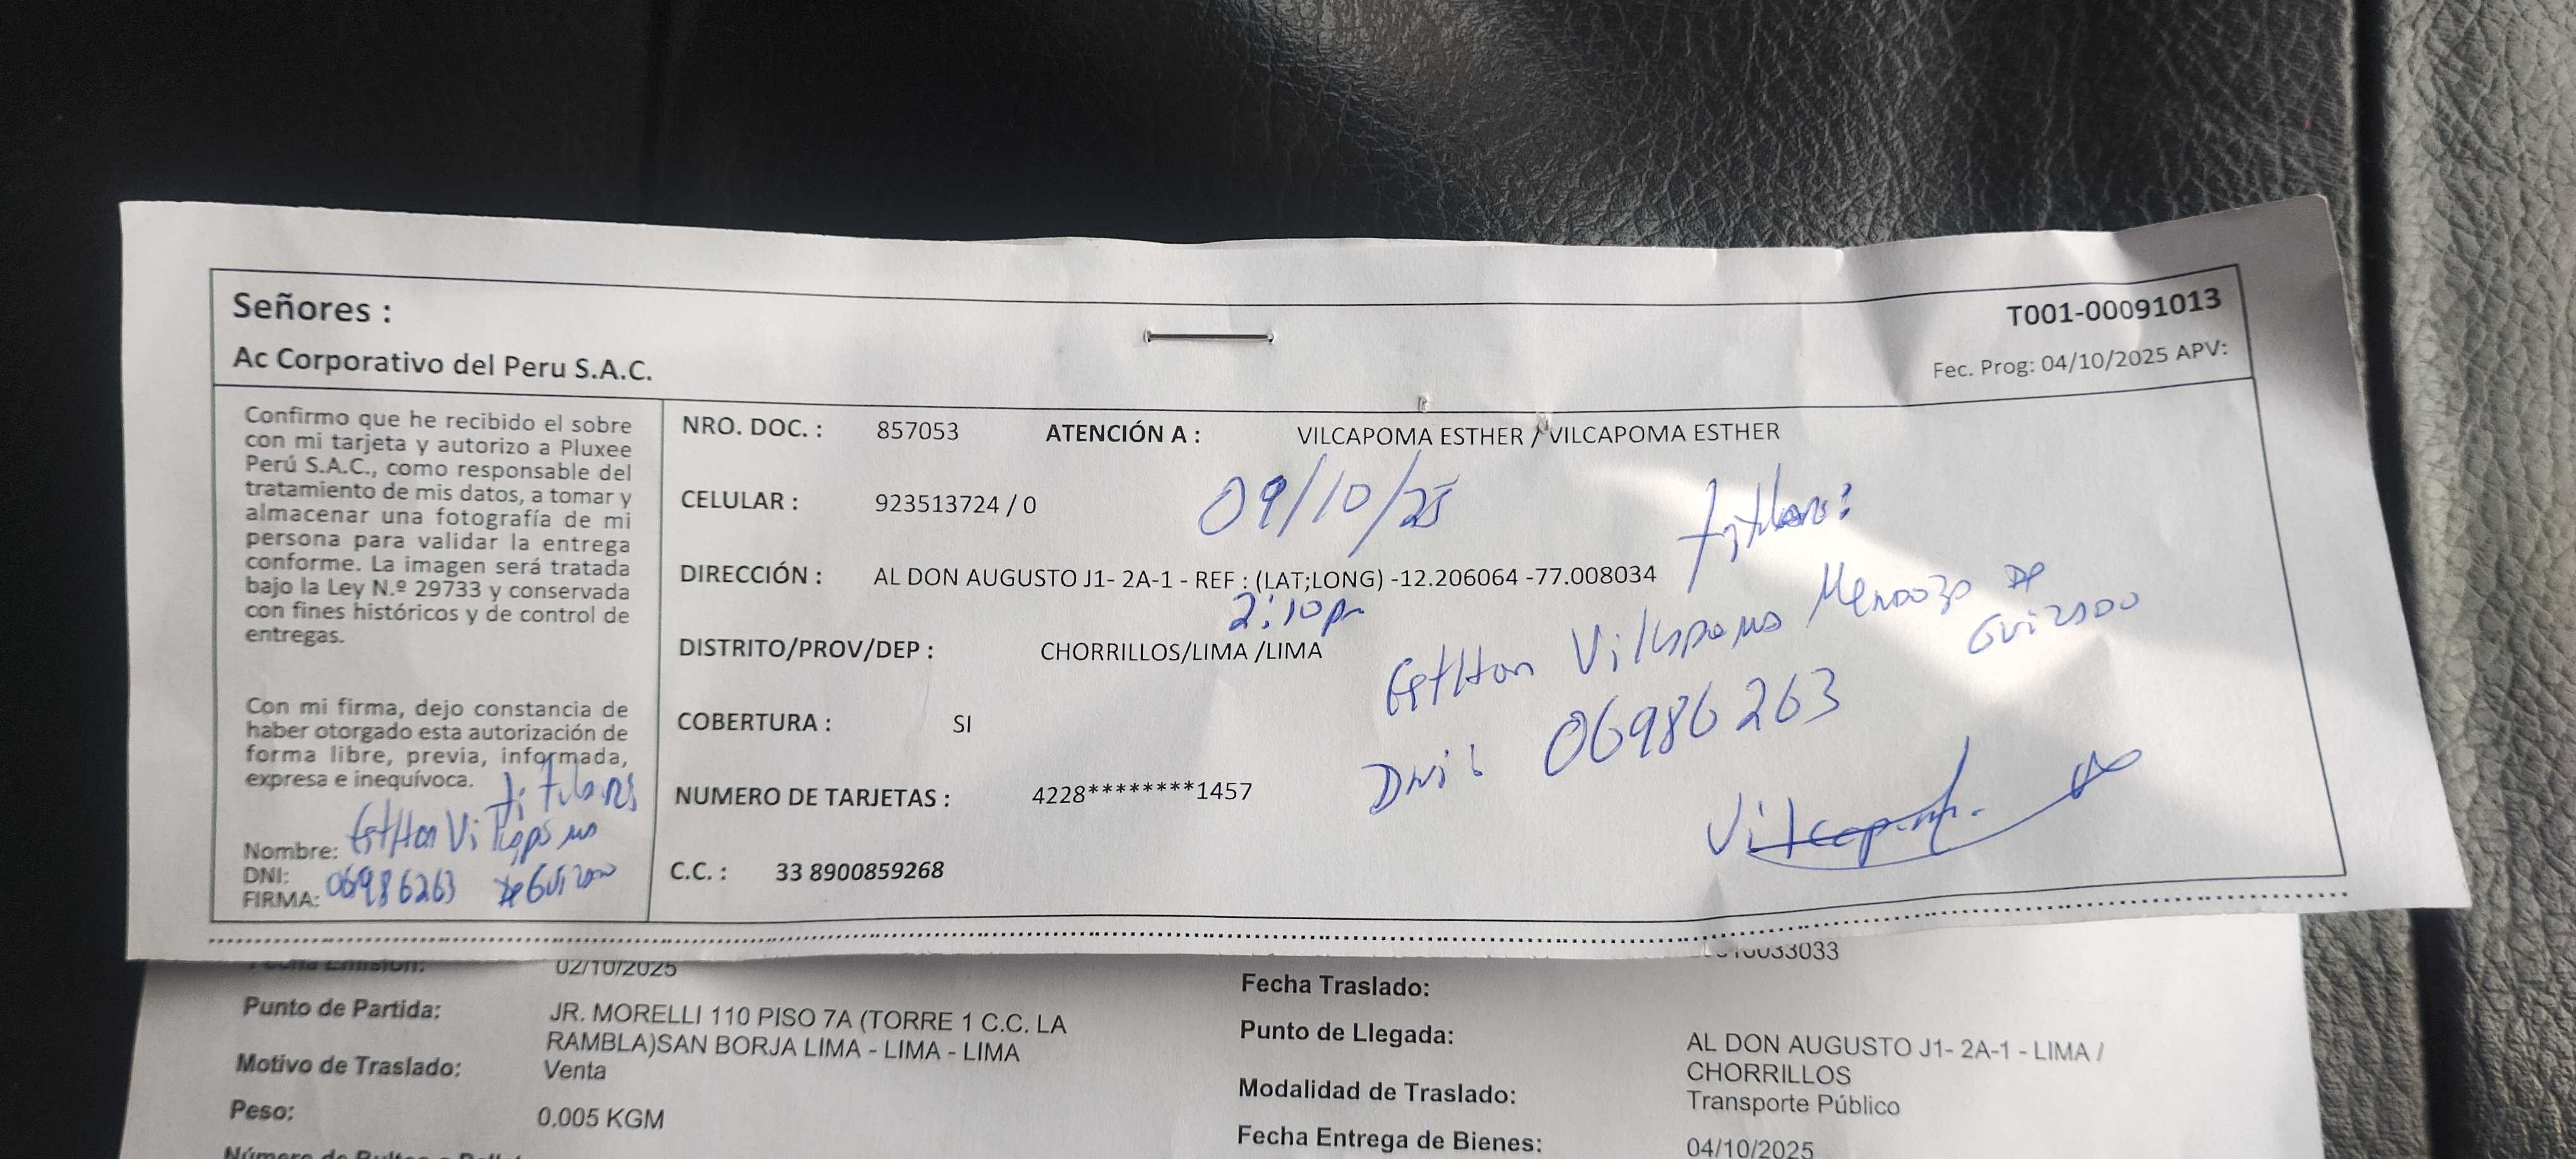 Señores :
Ac Corporativo del Peru S.A.C.
T001-00091013
Fec. Prog: 04/10/2025 APV:
Confirmo que he recibido el sobre
con mi tarjeta y autorizo a Pluxee
Perú S.A.C., como responsable del
tratamiento de mis datos, a tomar y
almacenar una fotografía de mi
persona para validar la entrega
conforme. La imagen será tratada
bajo la Ley N.º 29733 y conservada
con fines históricos y de control de
entregas.
Con mi firma, dejo constancia de
haber otorgado esta autorización de
forma libre, previa, informada,
expresa e inequívoca.
Nombre:
DNI: 06986263
FIRMA:
NRO. DOC. : 857053 ATENCIÓN A : VILCAPOMA ESTHER / VILCAPOMA ESTHER
09/10/25
CELULAR : 923513724 / 0
DIRECCIÓN : AL DON AUGUSTO J1- 2A-1 - REF : (LAT;LONG) -12.206064 -77.008034
2:10 pm
DISTRITO/PROV/DEP : CHORRILLOS/LIMA /LIMA
Mendoza De
Guizado
COBERTURA : SI
Dni: 06986263
NUMERO DE TARJETAS : 4228********1457
C.C. : 33 8900859268
Fecha Emisión: 02/10/2025
Punto de Partida: JR. MORELLI 110 PISO 7A (TORRE 1 C.C. LA
RAMBLA)SAN BORJA LIMA - LIMA - LIMA
Motivo de Traslado: Venta
Peso: 0.005 KGM
Fecha Traslado:
Punto de Llegada: AL DON AUGUSTO J1- 2A-1 - LIMA /
CHORRILLOS
Modalidad de Traslado: Transporte Público
Fecha Entrega de Bienes: 04/10/2025